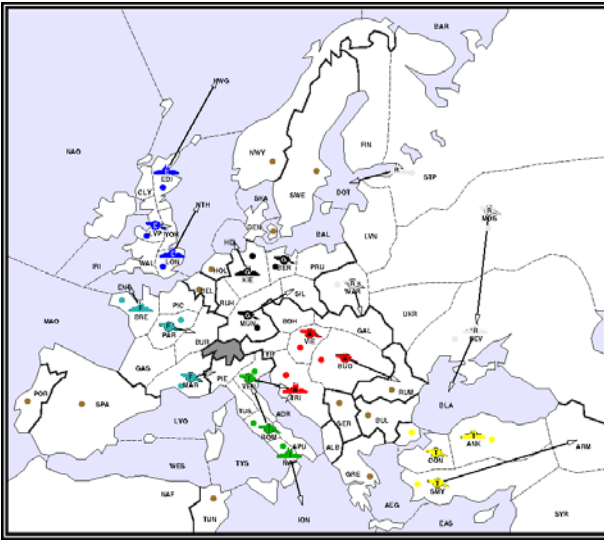 BAR
NWG
NAO
FIN
NWY
STP
EDI
SWE
BOT
CLY
SKA
NTH
MOS
DEN
LVN
YOR
BAL
IRI
WAL
LON
HOL
KIE
BER
PRU
WAR
BEL
RUH
SIL
UKR
ENG
PIC
MUN
BOH
GAL
SEV
MAO
BRE
PAR
BUR
VIE
BUD
GAS
TYR
RUM
MAR
PIE
VEN
TRI
BLA
POR
SPA
TUS
ADR
SER
BUL
LYO
ROM
ANK
ARM
APU
ALB
CON
WES
TYS
NAP
GRE
SMY
NAF
AEG
SYR
TUN
ION
EAS